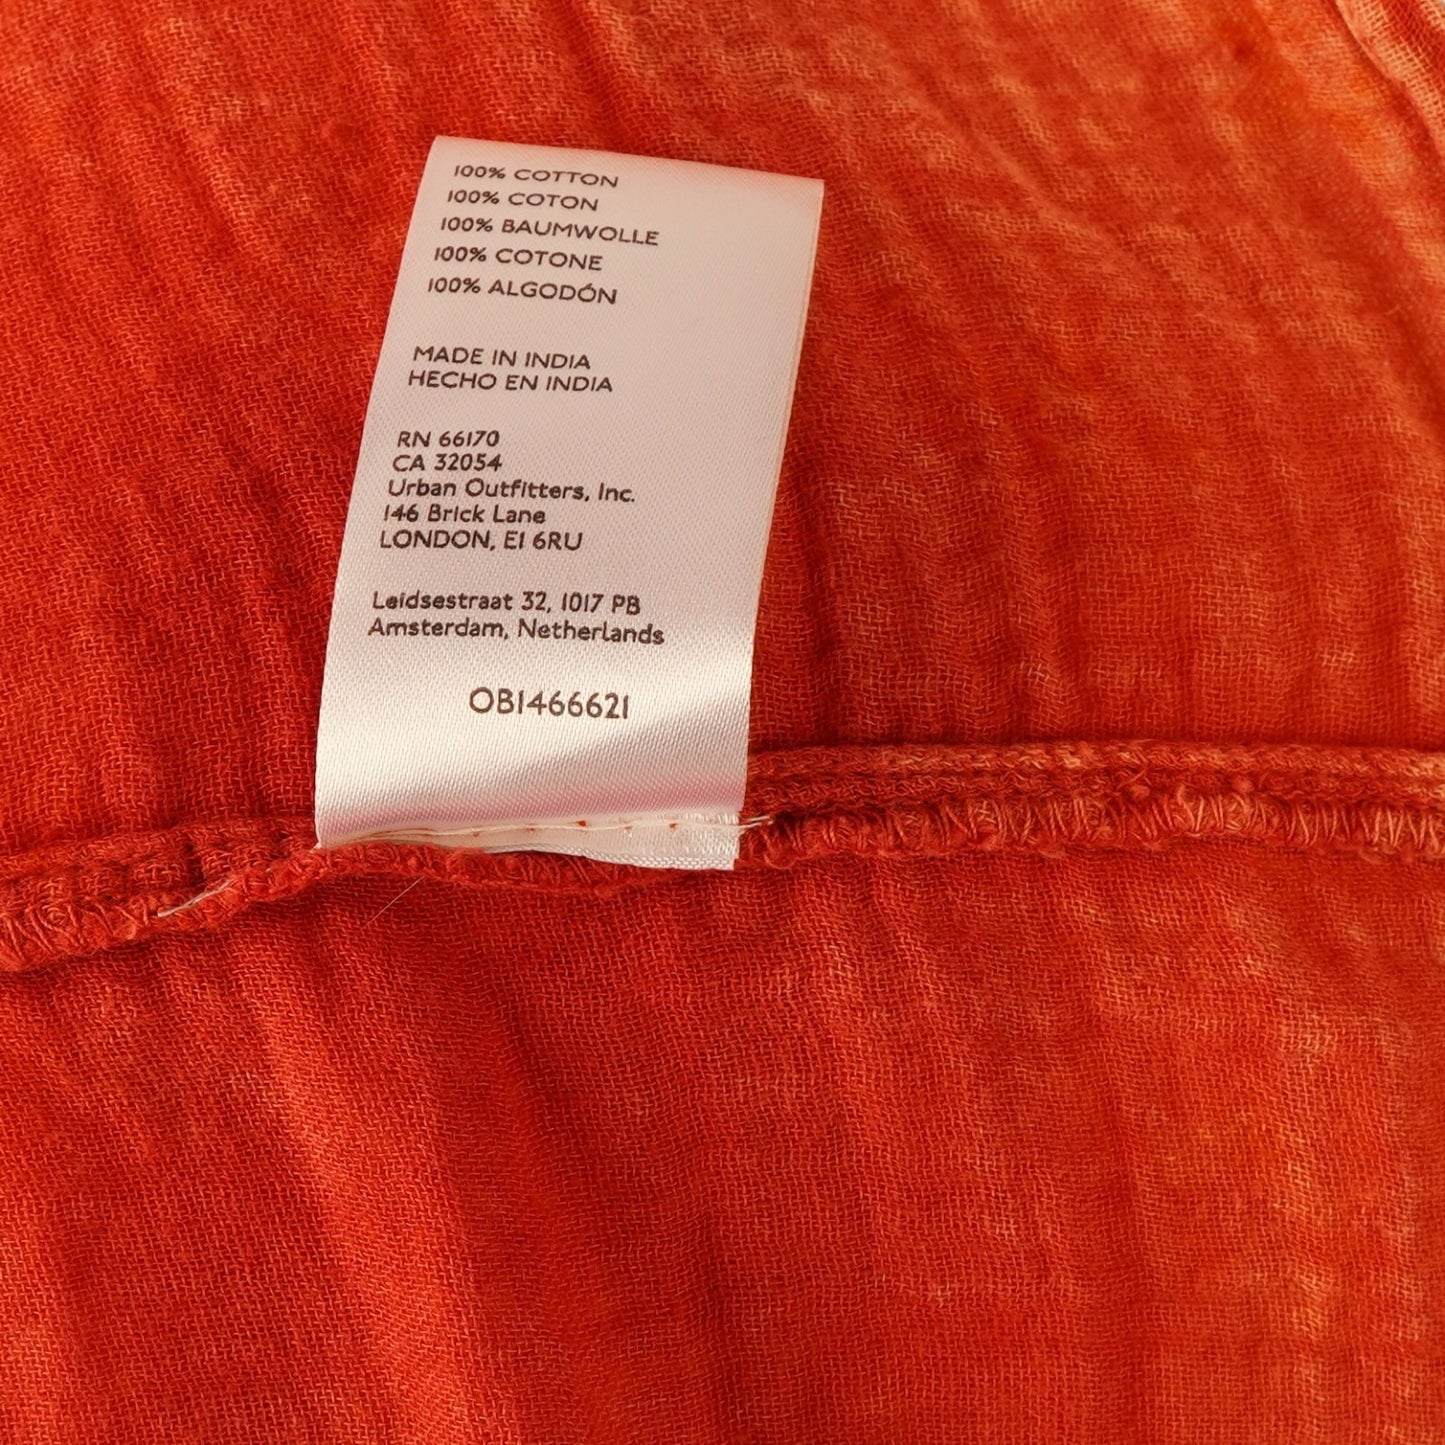 100% COTTON
100% COTON
100% BAUMWOLLE
100% COTONE
100% ALGODÓN
MADE IN INDIA
HECHO EN INDIA
RN 66170
CA 32054
Urban Outfitters, Inc.
146 Brick Lane
LONDON, E1 6RU
Leidsestraat 32, 1017 PB
Amsterdam, Netherlands
OB1466621